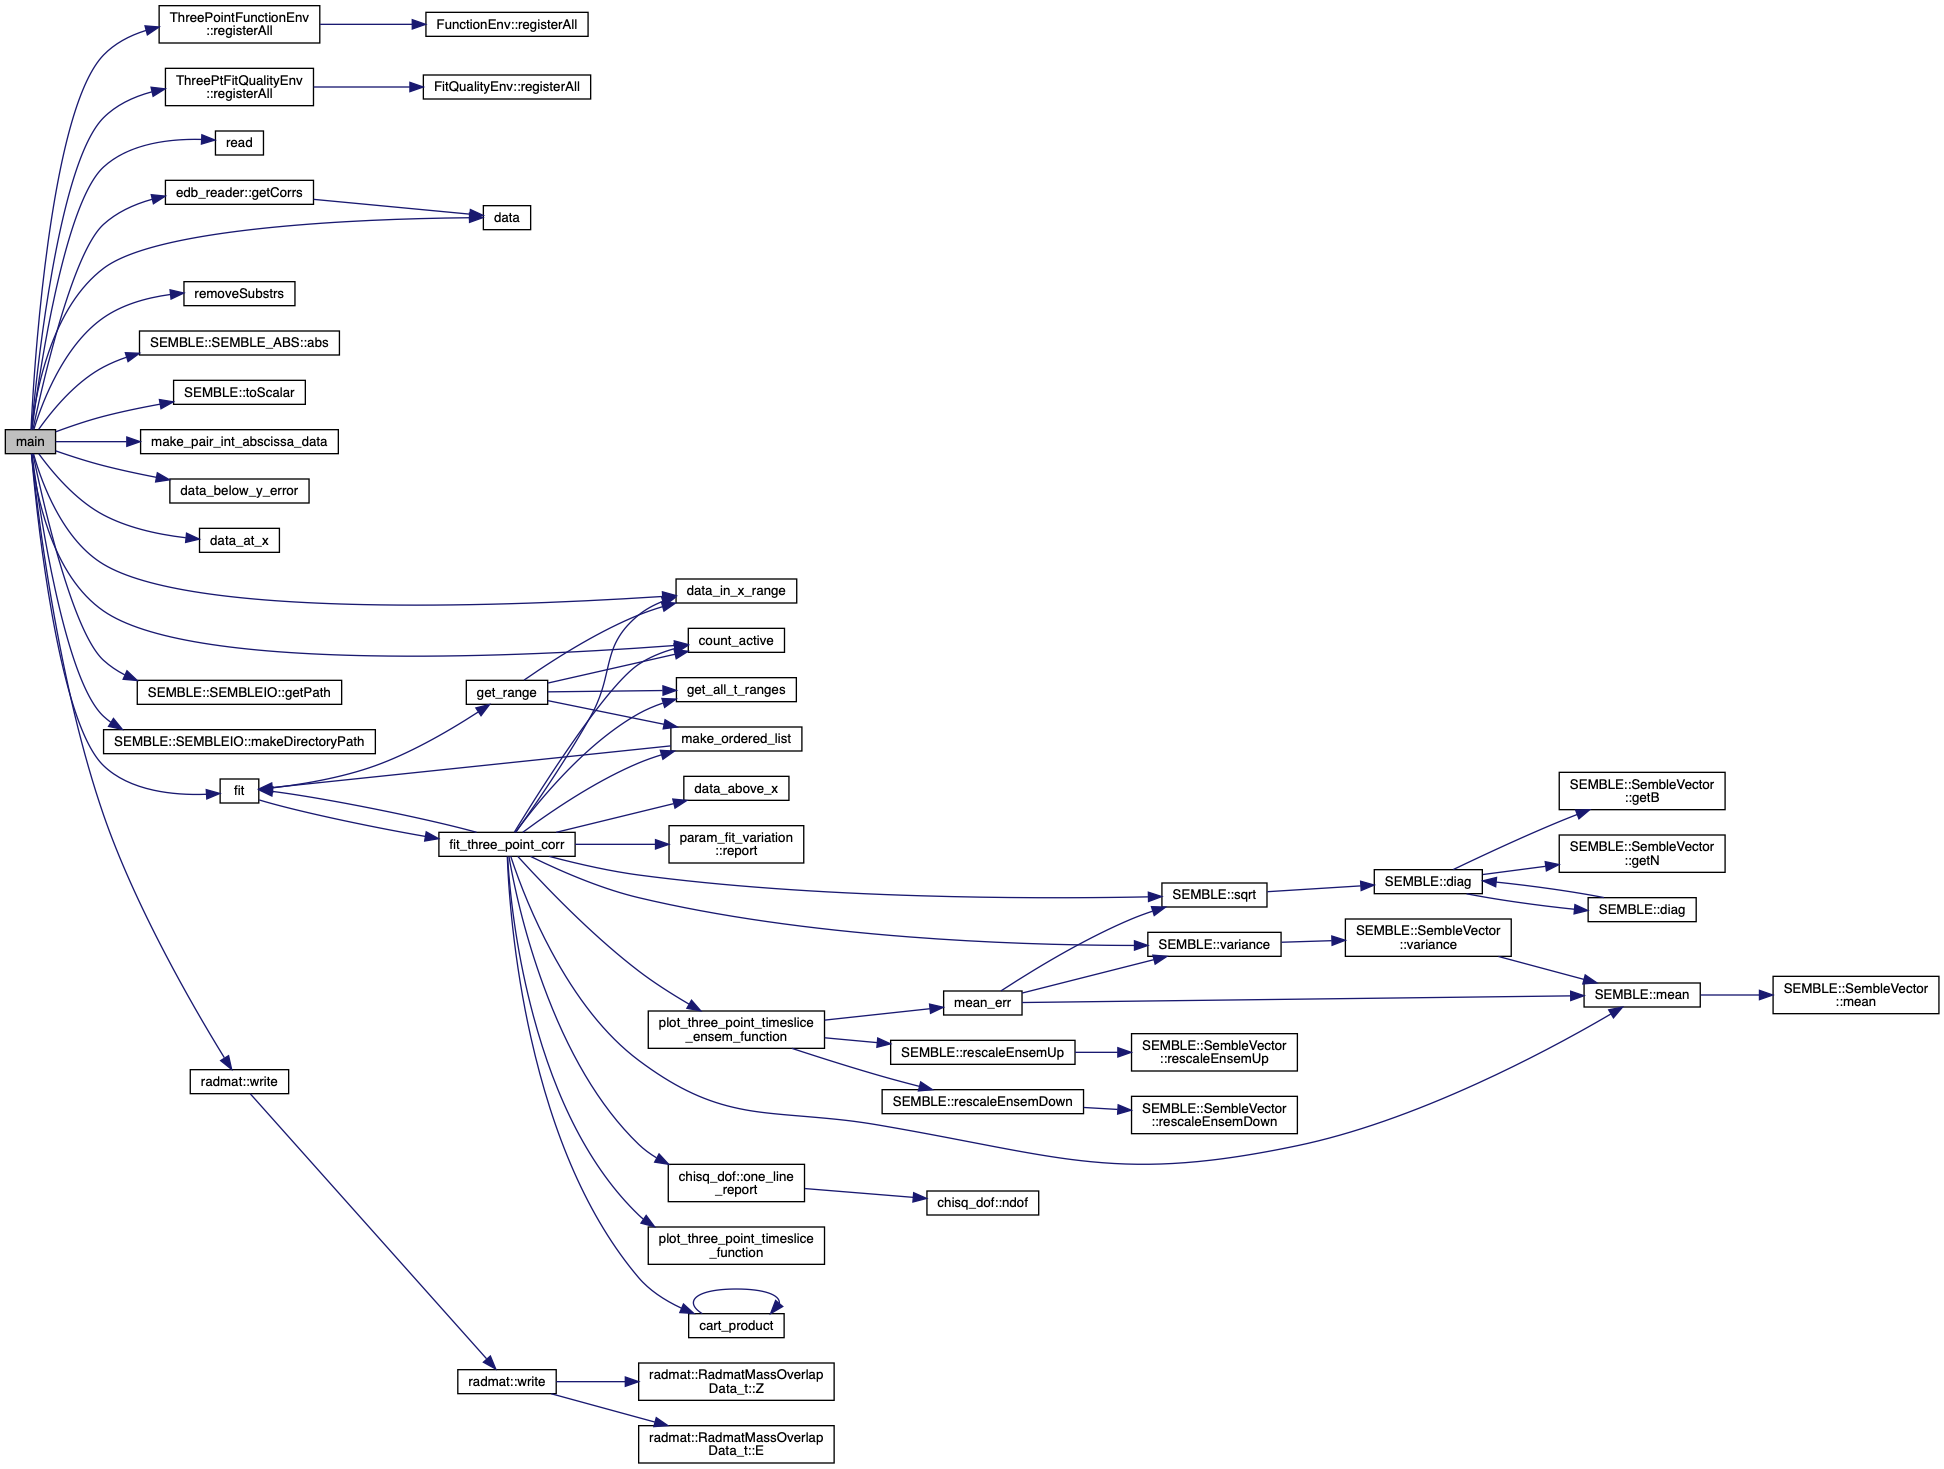 ThreePointFunctionEnv
::registerAll
FunctionEnv::registerAll
ThreePtFitQualityEnv
::registerAll
FitQualityEnv::registerAll
read
edb_reader::getCorrs
data
removeSubstrs
SEMBLE::SEMBLE_ABS::abs
SEMBLE::toScalar
main
make_pair_int_abscissa_data
data_below_y_error
data_at_x
data_in_x_range
count_active
SEMBLE::SEMBLEIO::getPath
get_range
get_all_t_ranges
SEMBLE::SEMBLEIO::makeDirectoryPath
make_ordered_list
fit
data_above_x
SEMBLE::SembleVector
::getB
fit_three_point_corr
param_fit_variation
::report
SEMBLE::SembleVector
::getN
SEMBLE::sqrt
SEMBLE::diag
SEMBLE::diag
SEMBLE::variance
SEMBLE::SembleVector
::variance
mean_err
SEMBLE::mean
SEMBLE::SembleVector
::mean
plot_three_point_timeslice
_ensem_function
SEMBLE::rescaleEnsemUp
SEMBLE::SembleVector
::rescaleEnsemUp
radmat::write
SEMBLE::rescaleEnsemDown
SEMBLE::SembleVector
::rescaleEnsemDown
chisq_dof::one_line
_report
chisq_dof::ndof
plot_three_point_timeslice
_function
cart_product
radmat::write
radmat::RadmatMassOverlap
Data_t::Z
radmat::RadmatMassOverlap
Data_t::E